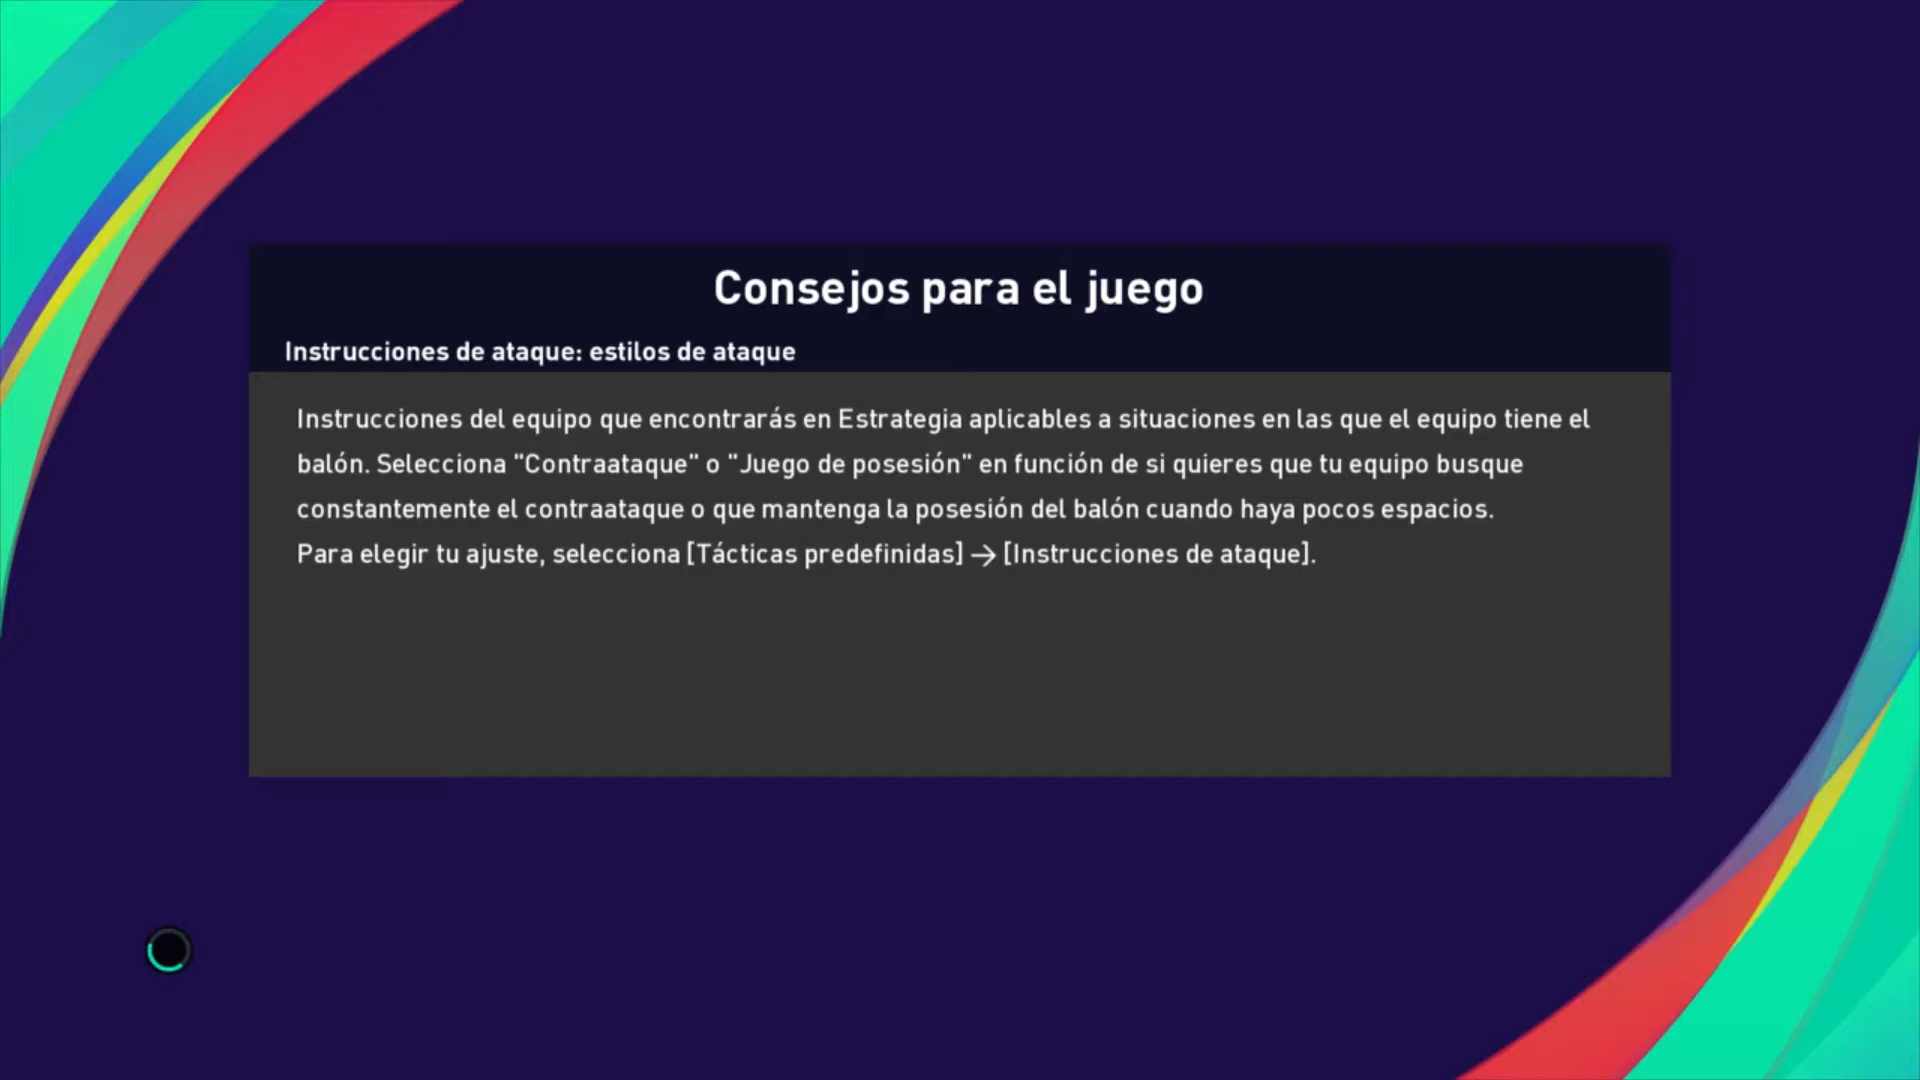 Consejos para el juego
Instrucciones de ataque: estilos de ataque
Instrucciones del equipo que encontrarás en Estrategia aplicables a situaciones en las que el equipo tiene el
balón. Selecciona "Contraataque" o "Juego de posesión" en función de si quieres que tu equipo busque
constantemente el contraataque o que mantenga la posesión del balón cuando haya pocos espacios.
Para elegir tu ajuste, selecciona [Tácticas predefinidas] → [Instrucciones de ataque].